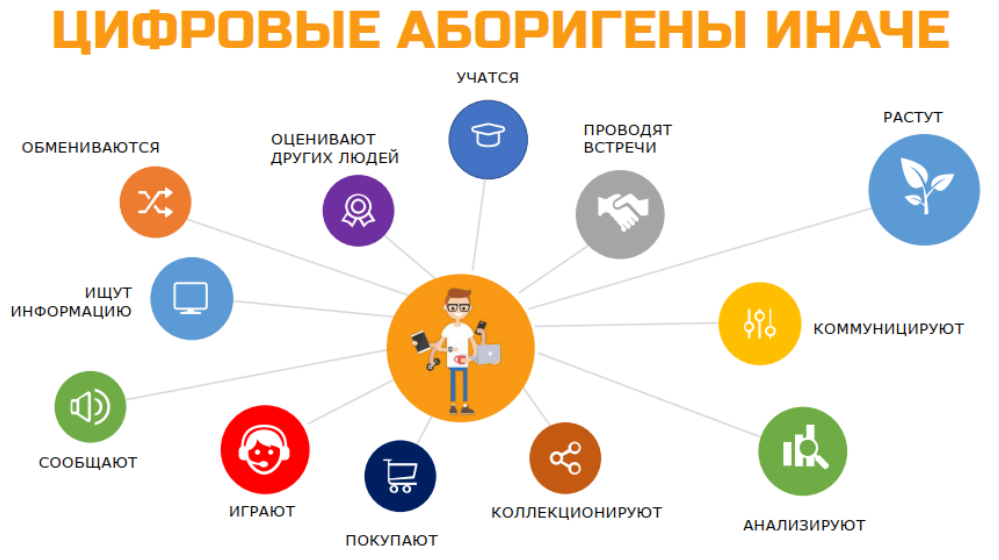 ЦИФРОВЫЕ АБОРИГЕНЫ ИНАЧЕ
УЧАТСЯ
ОБМЕНИВАЮТСЯ
ОЦЕНИВАЮТ
ДРУГИХ ЛЮДЕЙ
ПРОВОДЯТ
ВСТРЕЧИ
РАСТУТ
ИЩУТ
ИНФОРМАЦИЮ
КОММУНИЦИРУЮТ
СООБЩАЮТ
ИГРАЮТ
ПОКУПАЮТ
КОЛЛЕКЦИОНИРУЮТ
АНАЛИЗИРУЮТ